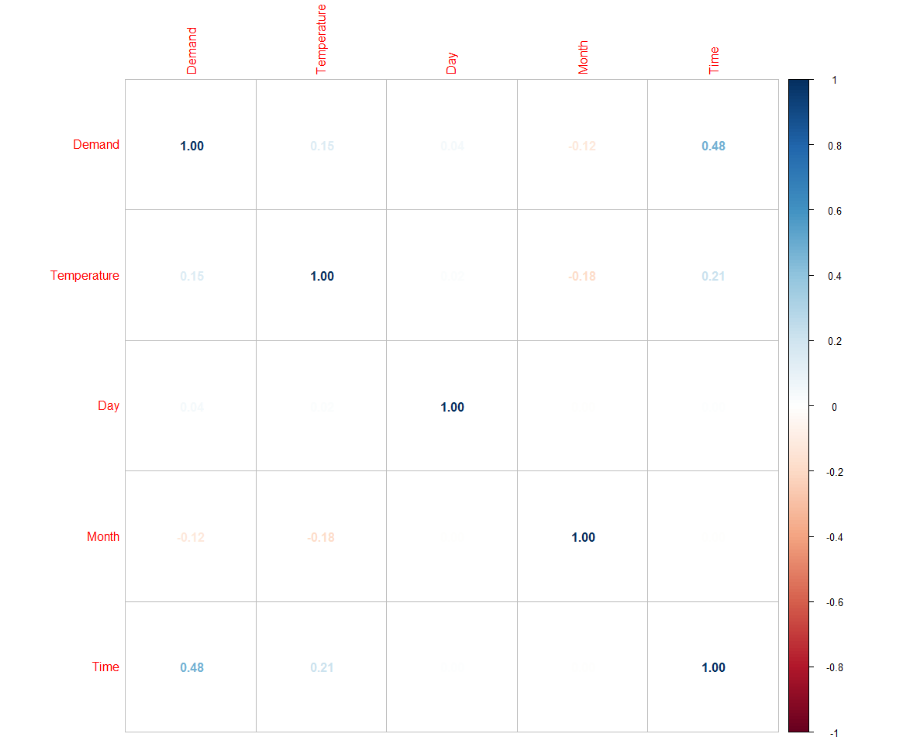 Demand Temperature Day Month Time
1
Demand 1.00 0.15 0.04 -0.12 0.48
0.8
0.6
0.4
Temperature 0.15 1.00 -0.18 0.21
0.2
Day 0.04 1.00
0
-0.2
Month -0.12 -0.18 1.00
-0.4
-0.6
Time 0.48 0.21 1.00
-0.8
-1